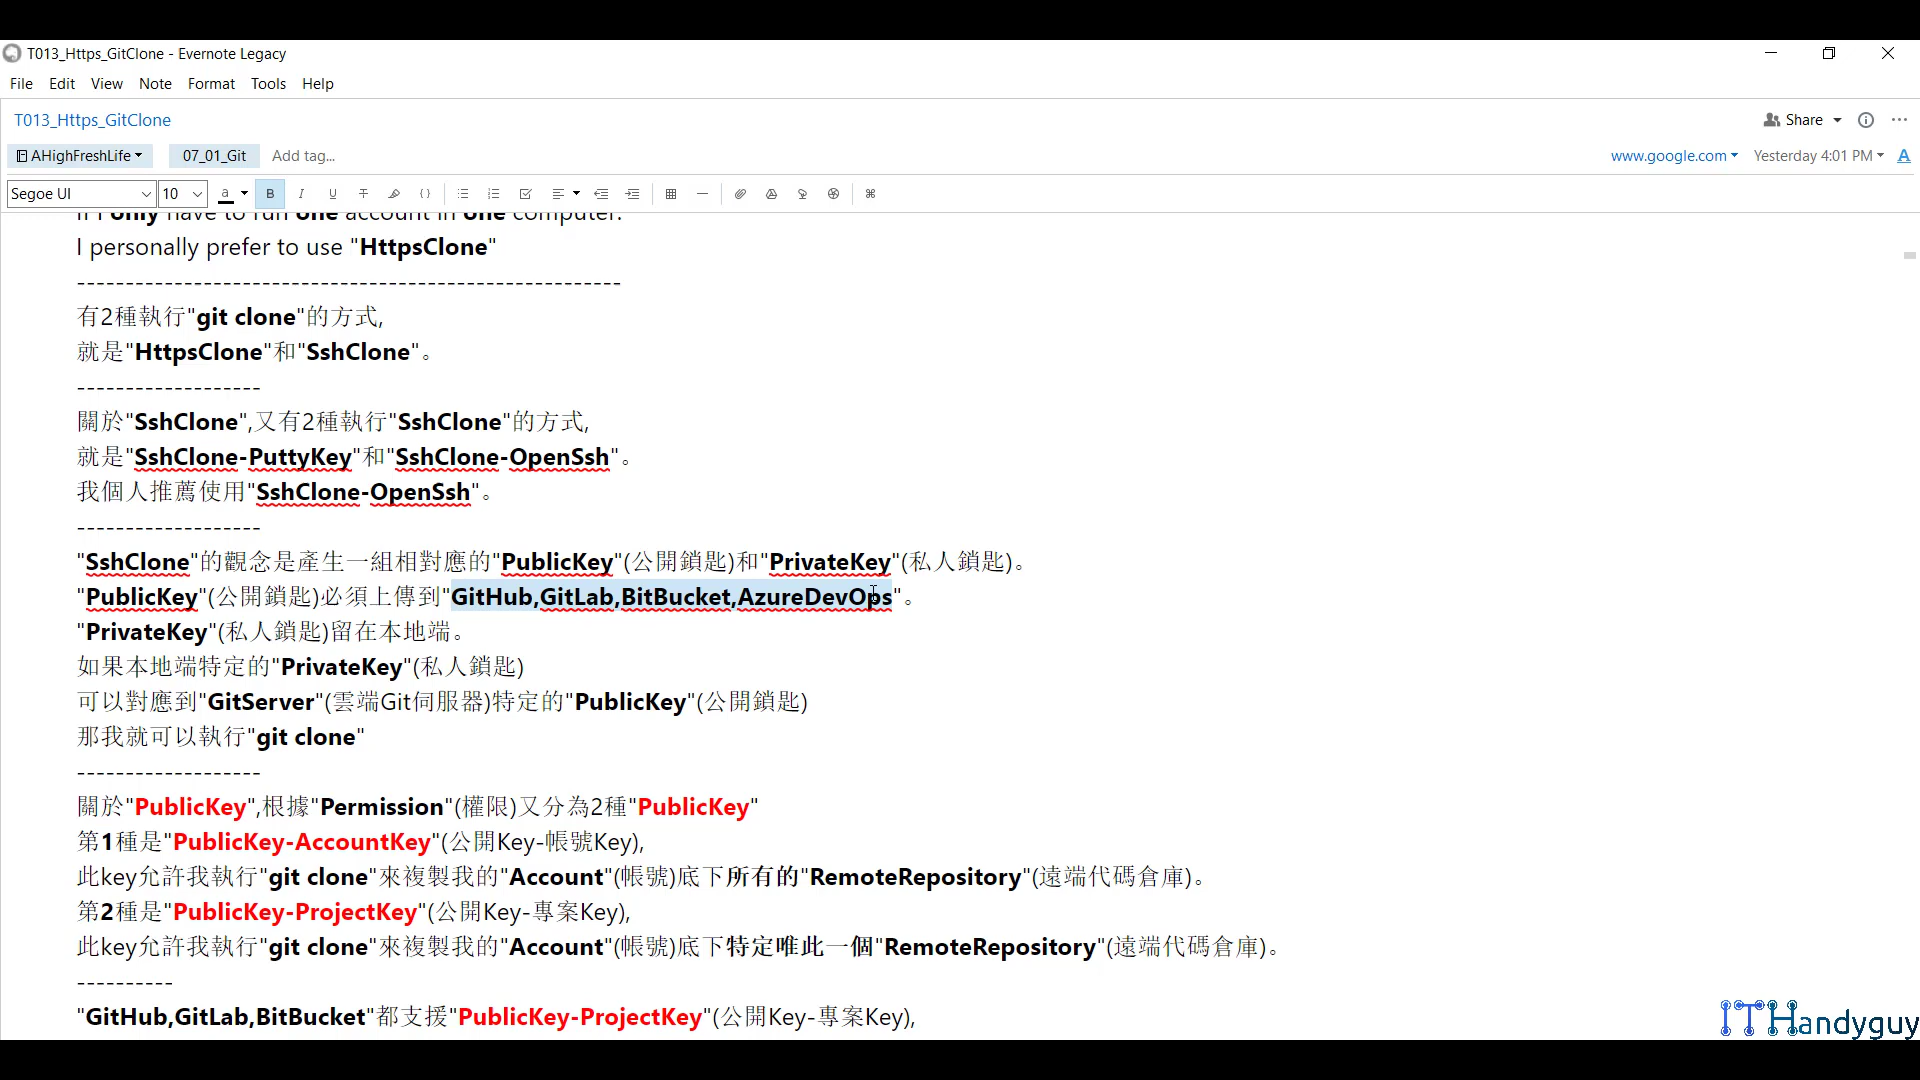 T013_Https_GitClone - Evernote Legacy
File Edit View Note Format Tools Help
T013_Https_GitClone
Share
AHighFreshLife 07_01_Git Add tag...
www.google.com Yesterday 4:01 PM A
Segoe UI 10 a B I U T
If I only have to run one account in one computer.
I personally prefer to use "HttpsClone"
--------------------------------------------------------
有2種執行"git clone"的方式,
就是"HttpsClone"和"SshClone"。
-------------------
關於"SshClone",又有2種執行"SshClone"的方式,
就是"SshClone-PuttyKey"和"SshClone-OpenSsh"。
我個人推薦使用"SshClone-OpenSsh"。
-------------------
"SshClone"的觀念是產生一組相對應的"PublicKey"(公開鎖匙)和"PrivateKey"(私人鎖匙)。
"PublicKey"(公開鎖匙)必須上傳到"GitHub,GitLab,BitBucket,AzureDevOps"。
"PrivateKey"(私人鎖匙)留在本地端。
如果本地端特定的"PrivateKey"(私人鎖匙)
可以對應到"GitServer"(雲端Git伺服器)特定的"PublicKey"(公開鎖匙)
那我就可以執行"git clone"
-------------------
關於"PublicKey",根據"Permission"(權限)又分為2種"PublicKey"
第1種是"PublicKey-AccountKey"(公開Key-帳號Key),
此key允許我執行"git clone"來複製我的"Account"(帳號)底下所有的"RemoteRepository"(遠端代碼倉庫)。
第2種是"PublicKey-ProjectKey"(公開Key-專案Key),
此key允許我執行"git clone"來複製我的"Account"(帳號)底下特定唯此一個"RemoteRepository"(遠端代碼倉庫)。
----------
"GitHub,GitLab,BitBucket"都支援"PublicKey-ProjectKey"(公開Key-專案Key),
ITHandyguy